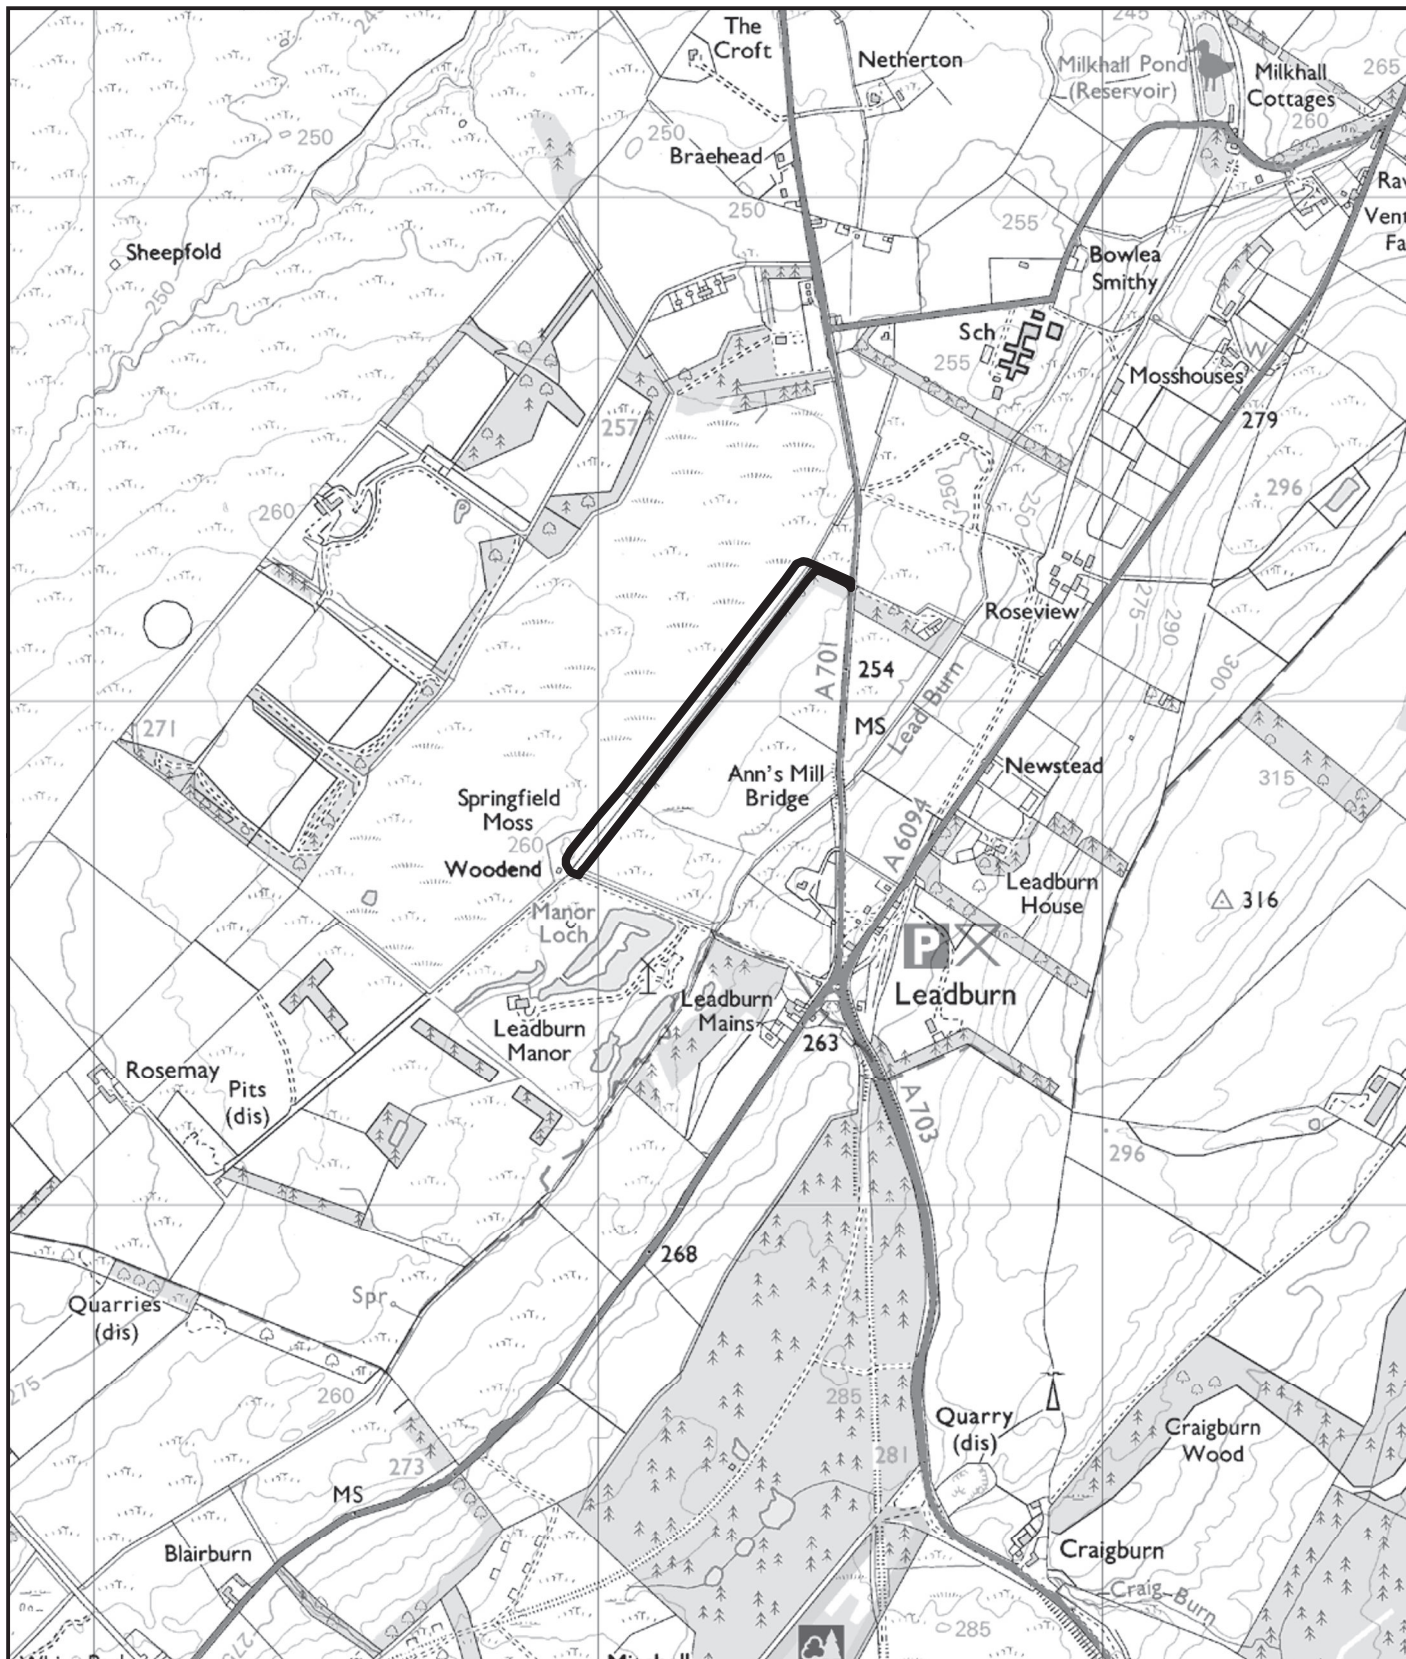 The
Croft
Netherton
245
Milkhall Pond
(Reservoir)
Milkhall
Cottages
265
260
250
250
Braehead
250
255
Sheepfold
250
Bowlea
Smithy
Sch
255
W
Mosshouses
279
257
296
260
P
250
250
Roseview
275
290
300
254
A 701
MS
Lead Burn
271
315
Newstead
Ann's Mill
Bridge
A 6094
Springfield
Moss
260
Woodend
Leadburn
House
316
Manor
Loch
P
Leadburn
Leadburn
Mains
263
Leadburn
Manor
Rosemay
Pits
(dis)
A 703
296
268
Spr
Quarries
(dis)
275
260
285
Quarry
(dis)
Craigburn
Wood
281
273
MS
Blairburn
Craigburn
Craig Burn
285